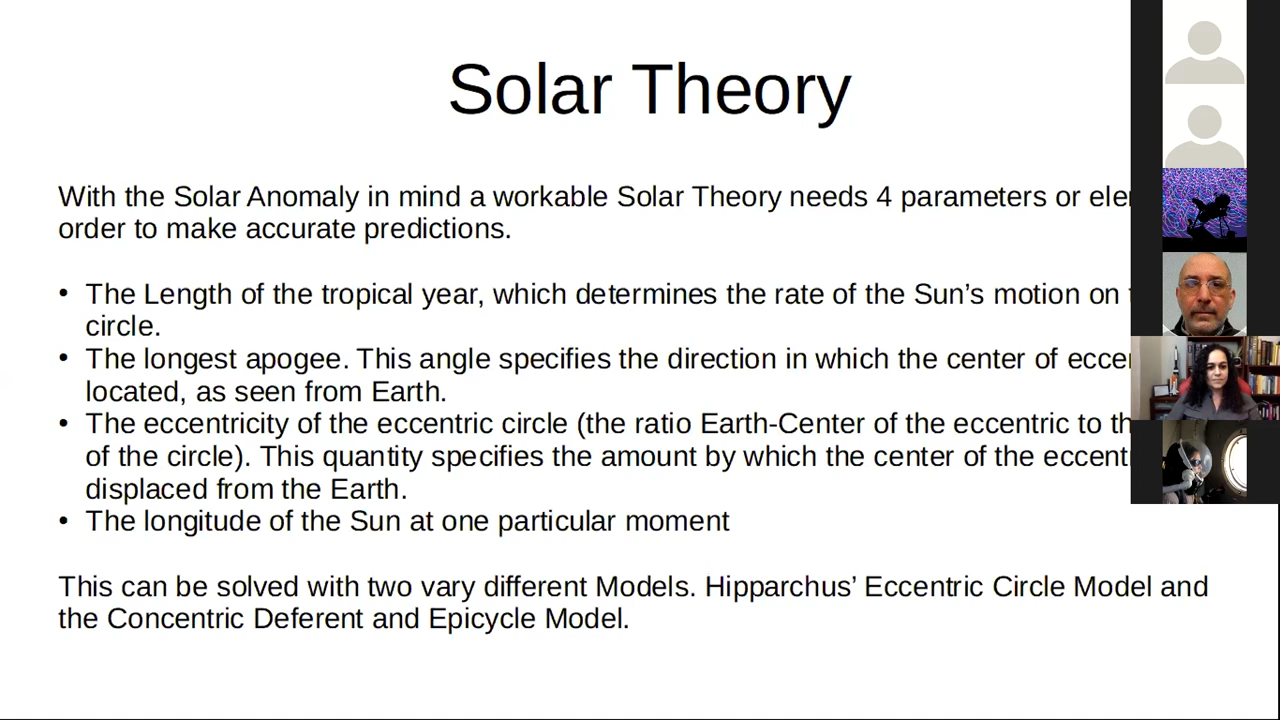 Solar Theory
With the Solar Anomaly in mind a workable Solar Theory needs 4 parameters or
order to make accurate predictions.
• The Length of the tropical year, which determines the rate of the Sun's motion on
circle.
• The longest apogee. This angle specifies the direction in which the center of
located, as seen from Earth.
• The eccentricity of the eccentric circle (the ratio Earth-Center of the eccentric to
of the circle). This quantity specifies the amount by which the center of the
displaced from the Earth.
• The longitude of the Sun at one particular moment
This can be solved with two vary different Models. Hipparchus' Eccentric Circle Model and
the Concentric Deferent and Epicycle Model.